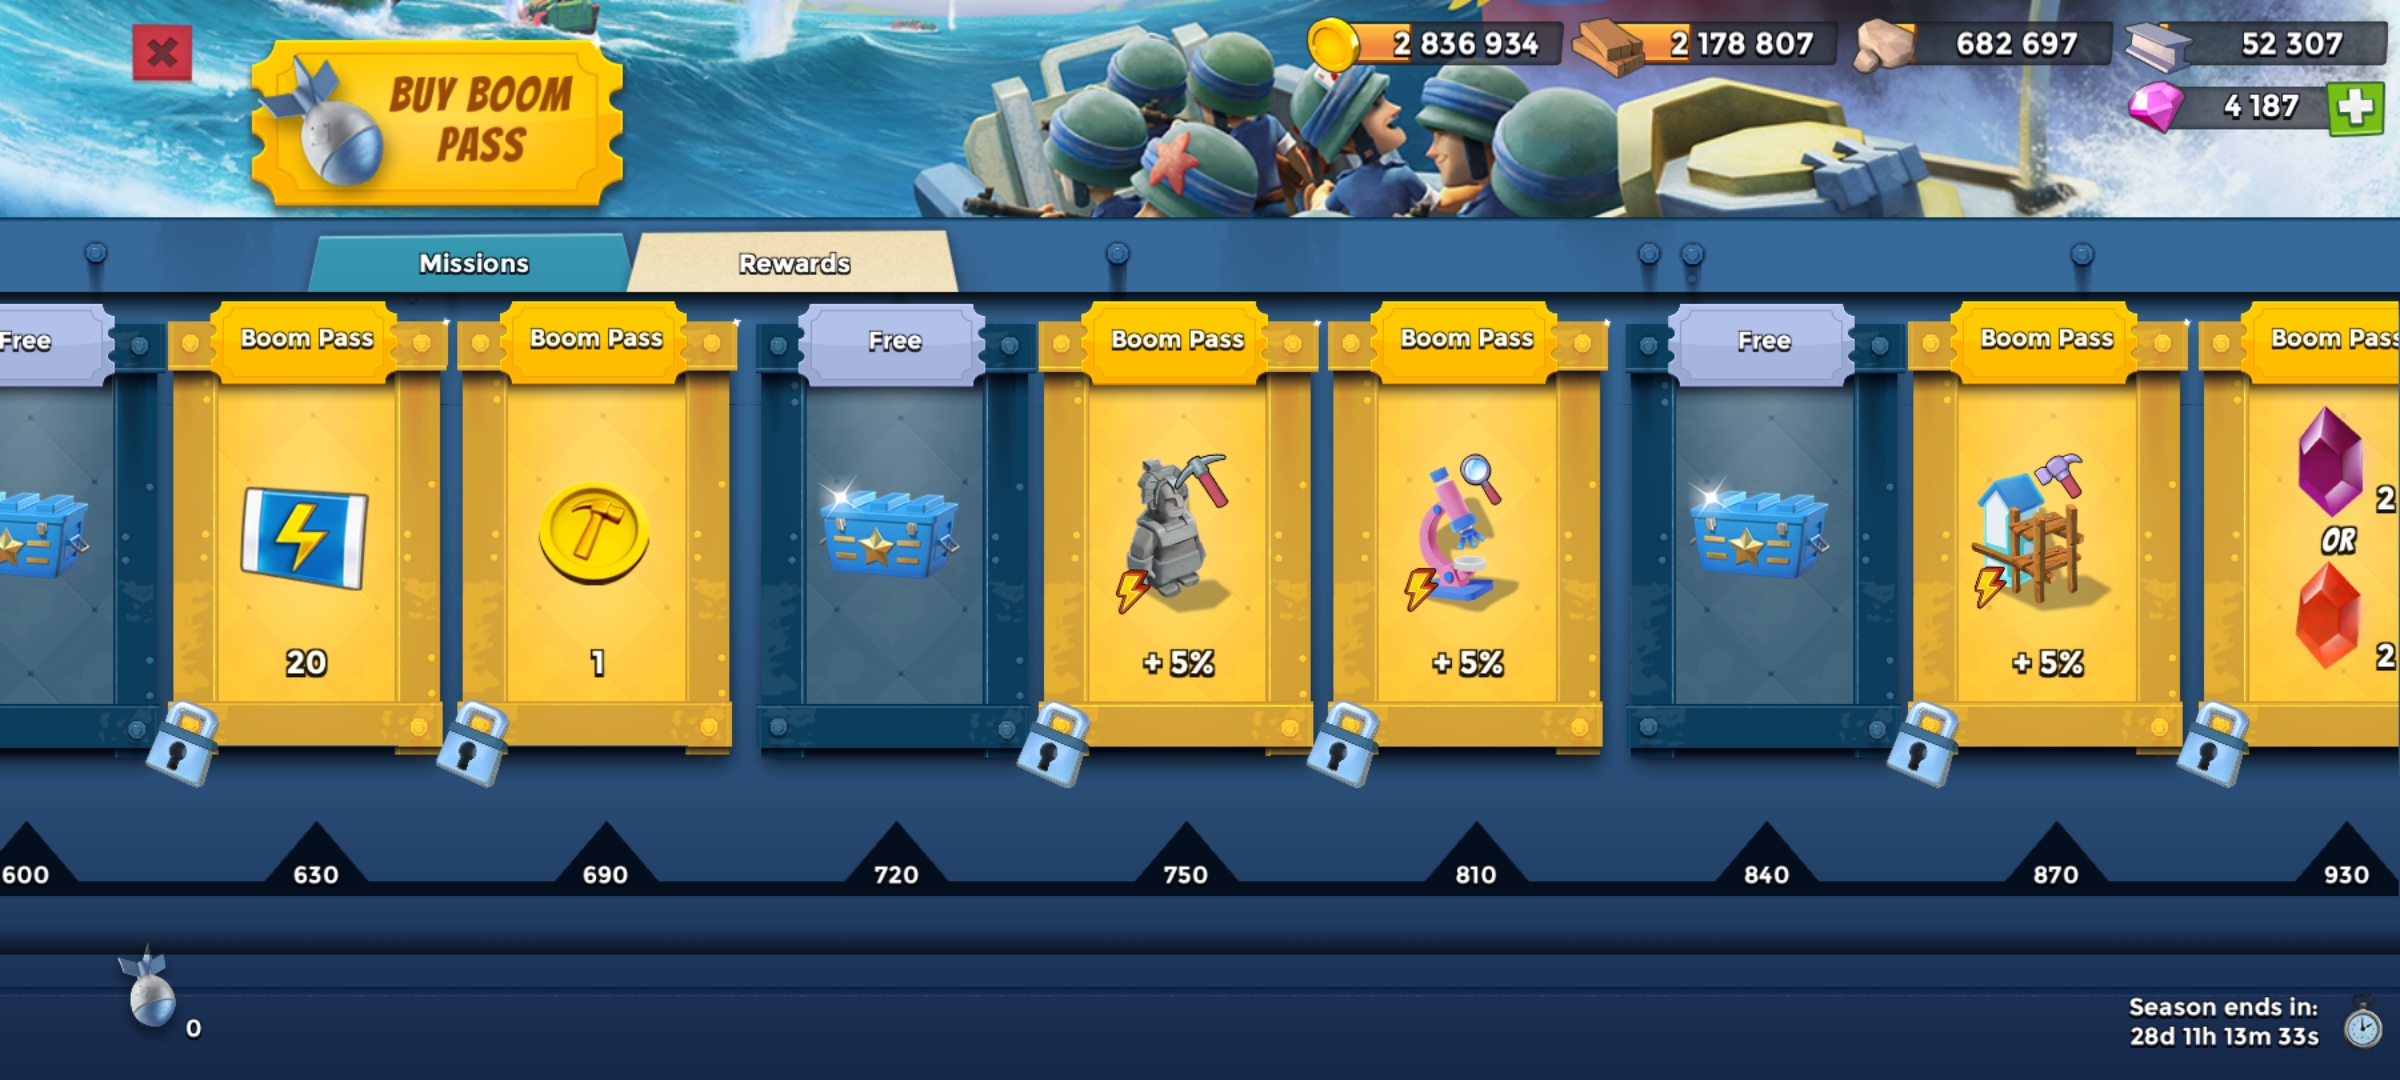 BUY BOOM
PASS
2 836 934
2 178 807
682 697
52 307
4 187
Missions
Rewards
Free
Boom Pass
Boom Pass
Free
Boom Pass
Boom Pass
Free
Boom Pass
Boom Pass
20
1
+ 5%
+ 5%
+ 5%
2
OR
2
600
630
690
720
750
810
840
870
930
0
Season ends in:
28d 11h 13m 33s